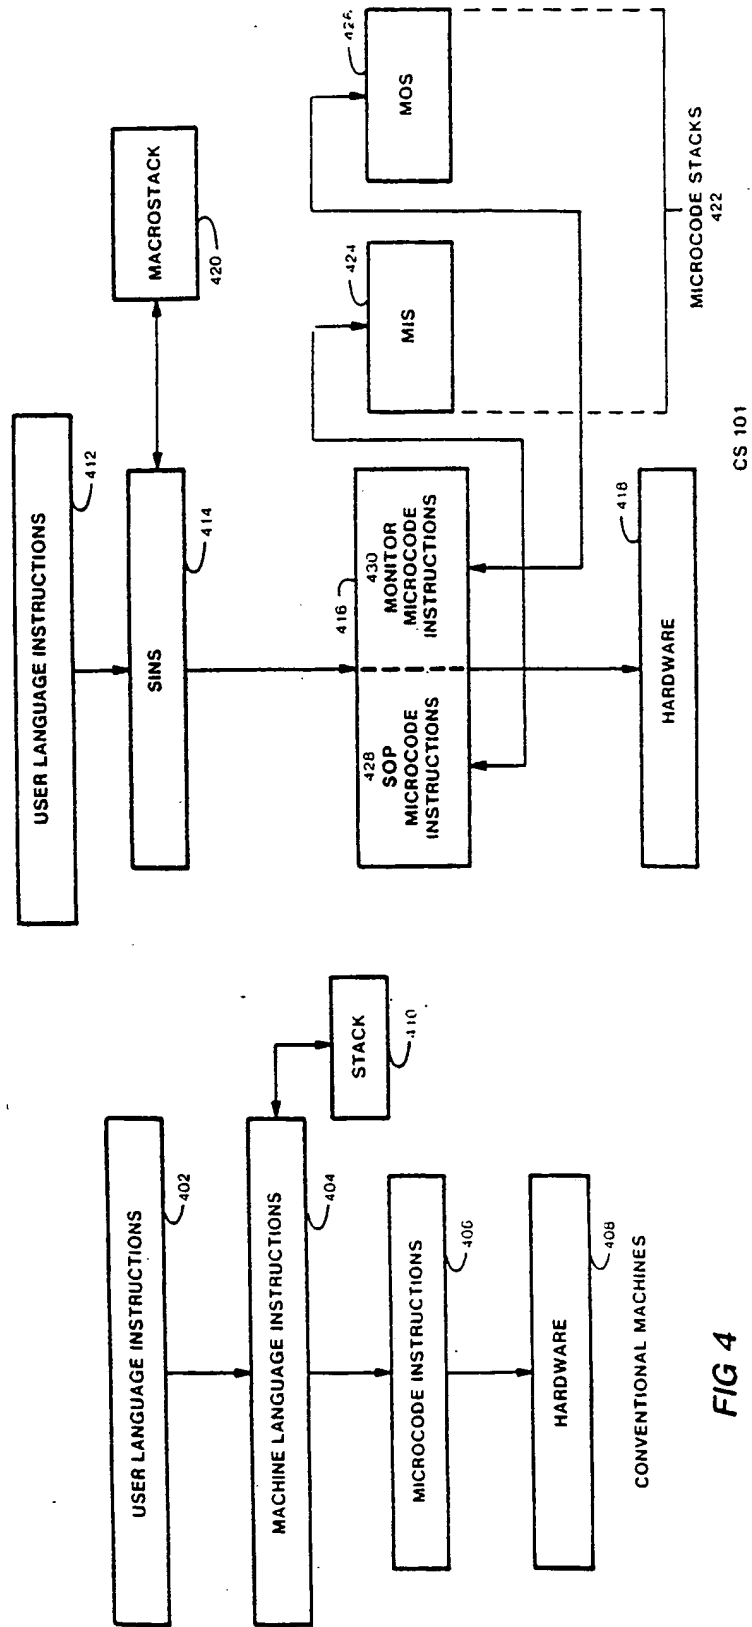 USER LANGUAGE INSTRUCTIONS
402
MACHINE LANGUAGE INSTRUCTIONS
404
STACK
410
MICROCODE INSTRUCTIONS
406
HARDWARE
408
CONVENTIONAL MACHINES
USER LANGUAGE INSTRUCTIONS
412
SINS
414
MACROSTACK
420
416
428
SOP
MICROCODE
INSTRUCTIONS
430
MONITOR
MICROCODE
INSTRUCTIONS
MIS
424
MOS
426
MICROCODE STACKS
422
HARDWARE
418
CS 101
FIG 4